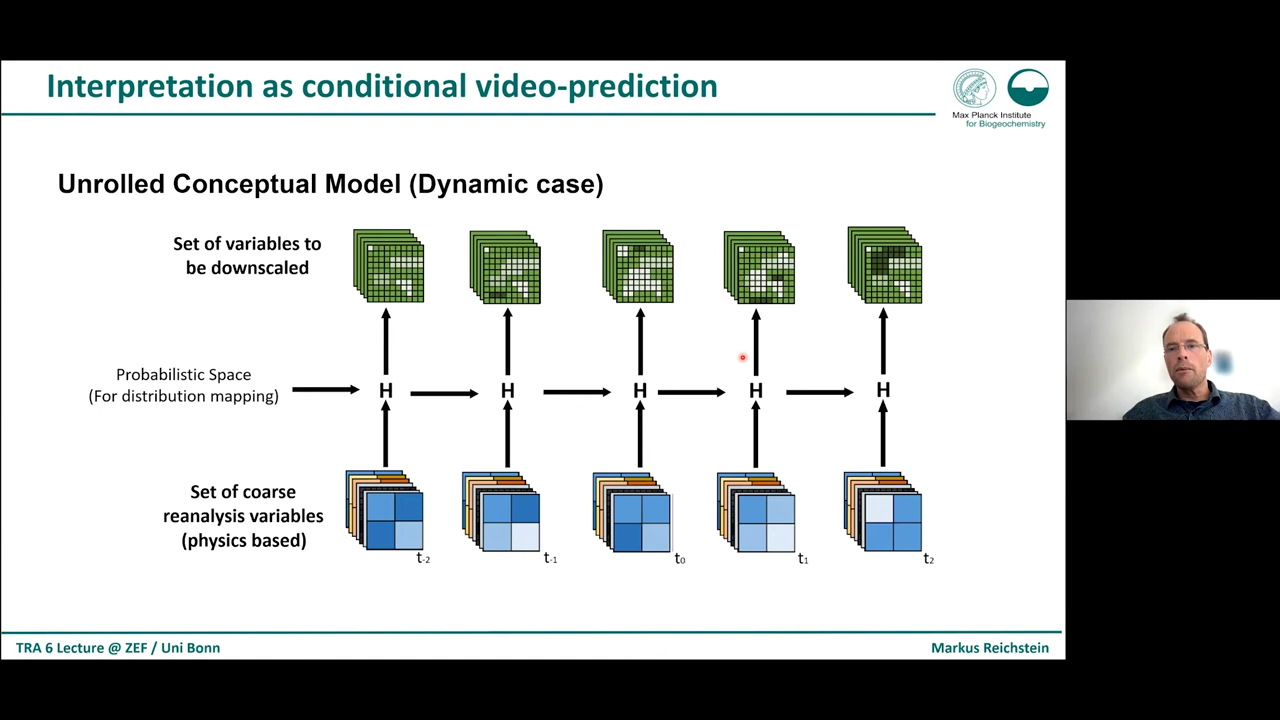 Interpretation as conditional video-prediction
Max Planck Institute
for Biogeochemistry
Unrolled Conceptual Model (Dynamic case)
Set of variables to
be downscaled
Probabilistic Space
(For distribution mapping)
H H H H H
Set of coarse
reanalysis variables
(physics based)
t-2 t-1 t0 t1 t2
TRA 6 Lecture @ ZEF / Uni Bonn
Markus Reichstein